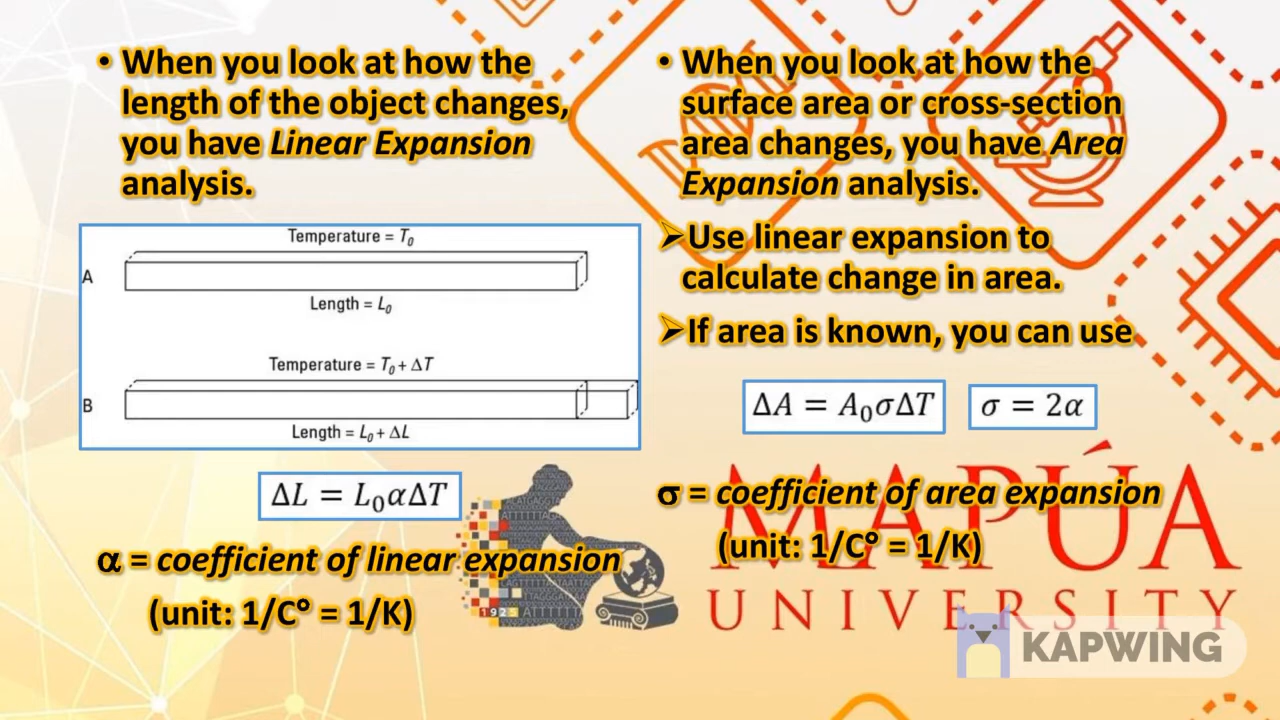 • When you look at how the
length of the object changes,
you have Linear Expansion
analysis.
Temperature = T₀
A
Length = L₀
Temperature = T₀ + ΔT
B
Length = L₀ + ΔL
ΔL = L₀αΔT
α = coefficient of linear expansion
(unit: 1/C° = 1/K)
• When you look at how the
surface area or cross-section
area changes, you have Area
Expansion analysis.
➢Use linear expansion to
calculate change in area.
➢If area is known, you can use
ΔA = A₀σΔT
σ = 2α
σ = coefficient of area expansion
(unit: 1/C° = 1/K)
MAPÚA
UNIVERSITY
1925
KAPWING